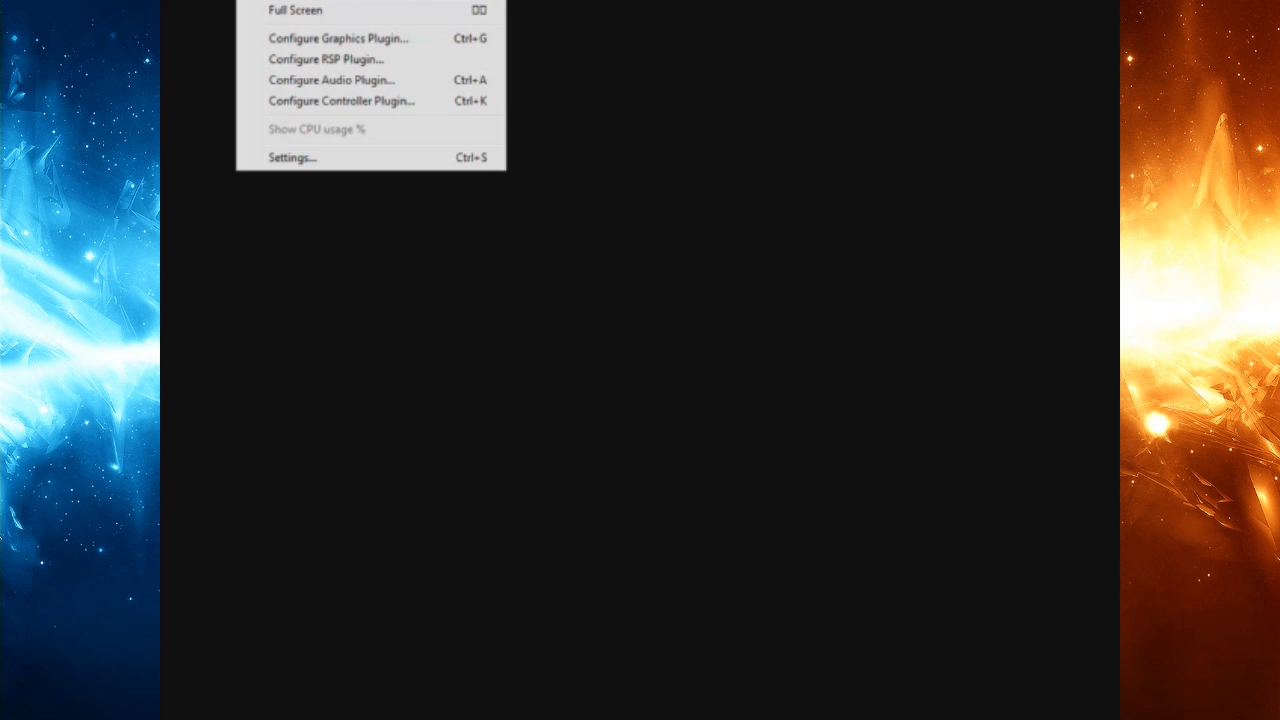 Full Screen
Configure Graphics Plugin... Ctrl+G
Configure RSP Plugin...
Configure Audio Plugin... Ctrl+A
Configure Controller Plugin... Ctrl+K
Show CPU usage %
Settings... Ctrl+S